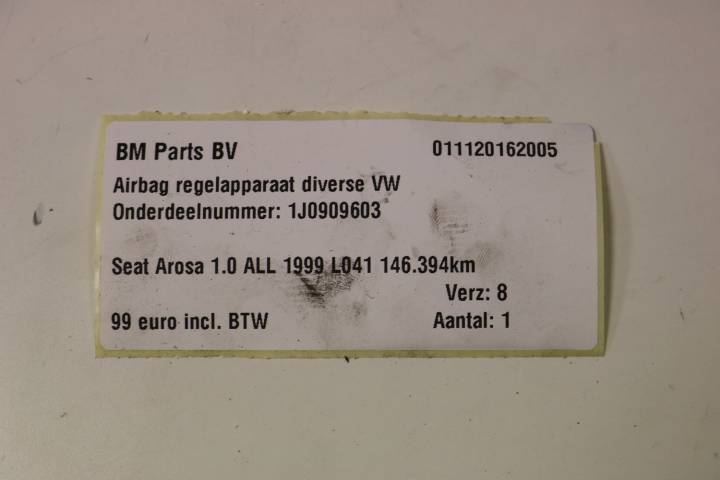 BM Parts BV 011120162005
Airbag regelapparaat diverse VW
Onderdeelnummer: 1J0909603
Seat Arosa 1.0 ALL 1999 L041 146.394km
Verz: 8
99 euro incl. BTW Aantal: 1